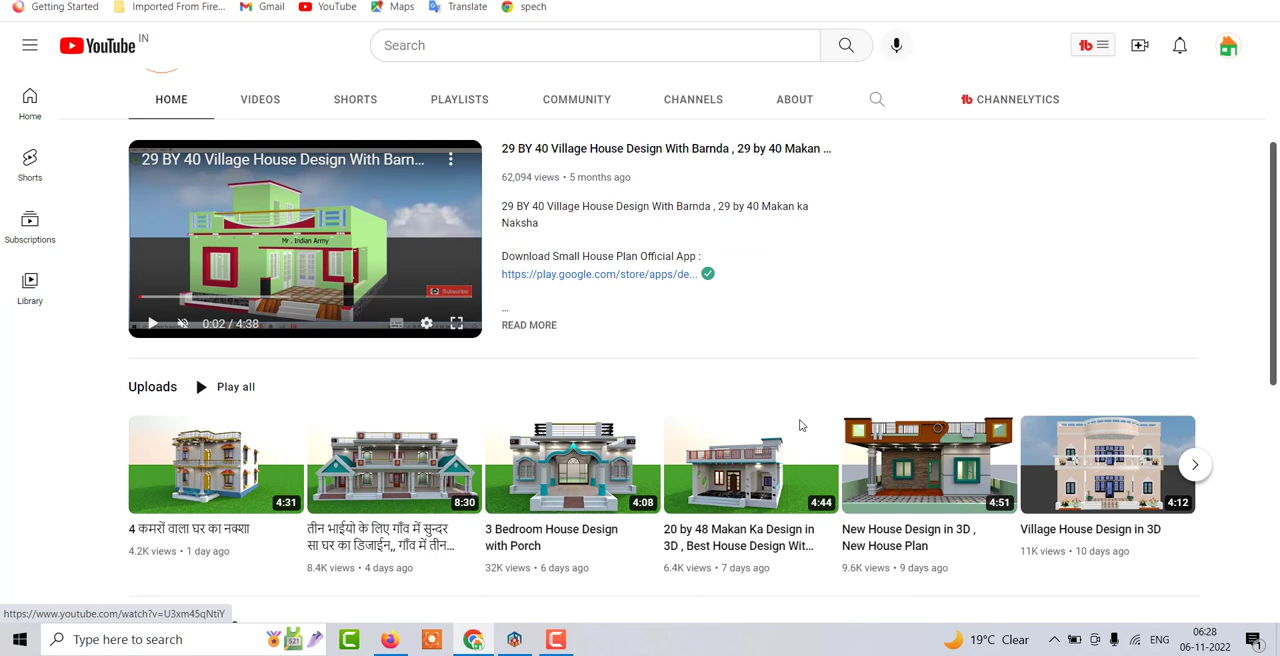 Getting Started Imported From Fire... Gmail YouTube Maps Translate spech
YouTube IN
Search
HOME VIDEOS SHORTS PLAYLISTS COMMUNITY CHANNELS ABOUT tb CHANNELYTICS
Home
Shorts
Subscriptions
Library
29 BY 40 Village House Design With Barn...
Mr . Indian Army
Subscribe
0:02 / 4:38
29 BY 40 Village House Design With Barnda , 29 by 40 Makan ...
62,094 views • 5 months ago
29 BY 40 Village House Design With Barnda , 29 by 40 Makan ka
Naksha
Download Small House Plan Official App :
https://play.google.com/store/apps/de...
...
READ MORE
Uploads Play all
4:31 8:30 4:08 4:44 4:51 4:12
4 कमरों वाला घर का नक्शा
4.2K views • 1 day ago
तीन भाईयो के लिए गाँव में सुन्दर
सा घर का डिजाईन,, गाँव में तीन...
8.4K views • 4 days ago
3 Bedroom House Design
with Porch
32K views • 6 days ago
20 by 48 Makan Ka Design in
3D , Best House Design Wit...
6.4K views • 7 days ago
New House Design in 3D ,
New House Plan
9.6K views • 9 days ago
Village House Design in 3D
11K views • 10 days ago
https://www.youtube.com/watch?v=U3xm45qNtiY
Type here to search
19°C Clear
ENG
06:28
06-11-2022
1